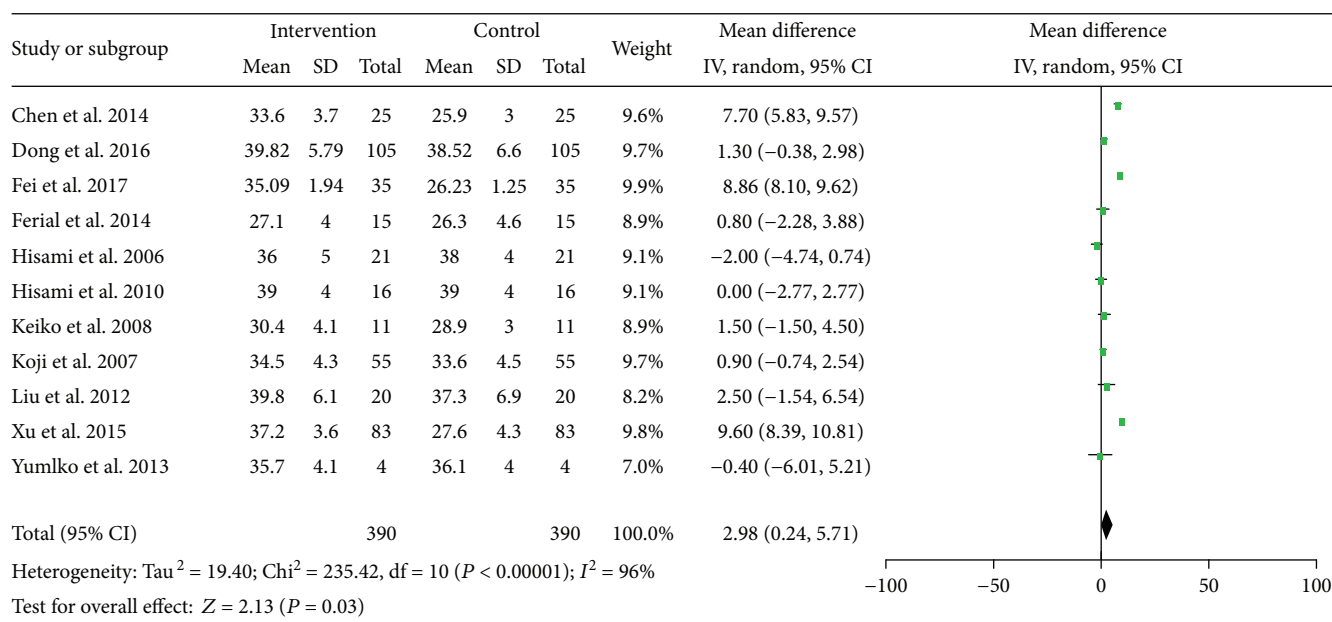 Study or subgroup Intervention Control Weight Mean difference Mean difference
Mean SD Total Mean SD Total IV, random, 95% CI IV, random, 95% CI
Chen et al. 2014 33.6 3.7 25 25.9 3 25 9.6% 7.70 (5.83, 9.57)
Dong et al. 2016 39.82 5.79 105 38.52 6.6 105 9.7% 1.30 (−0.38, 2.98)
Fei et al. 2017 35.09 1.94 35 26.23 1.25 35 9.9% 8.86 (8.10, 9.62)
Ferial et al. 2014 27.1 4 15 26.3 4.6 15 8.9% 0.80 (−2.28, 3.88)
Hisami et al. 2006 36 5 21 38 4 21 9.1% −2.00 (−4.74, 0.74)
Hisami et al. 2010 39 4 16 39 4 16 9.1% 0.00 (−2.77, 2.77)
Keiko et al. 2008 30.4 4.1 11 28.9 3 11 8.9% 1.50 (−1.50, 4.50)
Koji et al. 2007 34.5 4.3 55 33.6 4.5 55 9.7% 0.90 (−0.74, 2.54)
Liu et al. 2012 39.8 6.1 20 37.3 6.9 20 8.2% 2.50 (−1.54, 6.54)
Xu et al. 2015 37.2 3.6 83 27.6 4.3 83 9.8% 9.60 (8.39, 10.81)
Yumlko et al. 2013 35.7 4.1 4 36.1 4 4 7.0% −0.40 (−6.01, 5.21)
Total (95% CI) 390 390 100.0% 2.98 (0.24, 5.71)
Heterogeneity: Tau² = 19.40; Chi² = 235.42, df = 10 (P < 0.00001); I² = 96%
−100 −50 0 50 100
Test for overall effect: Z = 2.13 (P = 0.03)